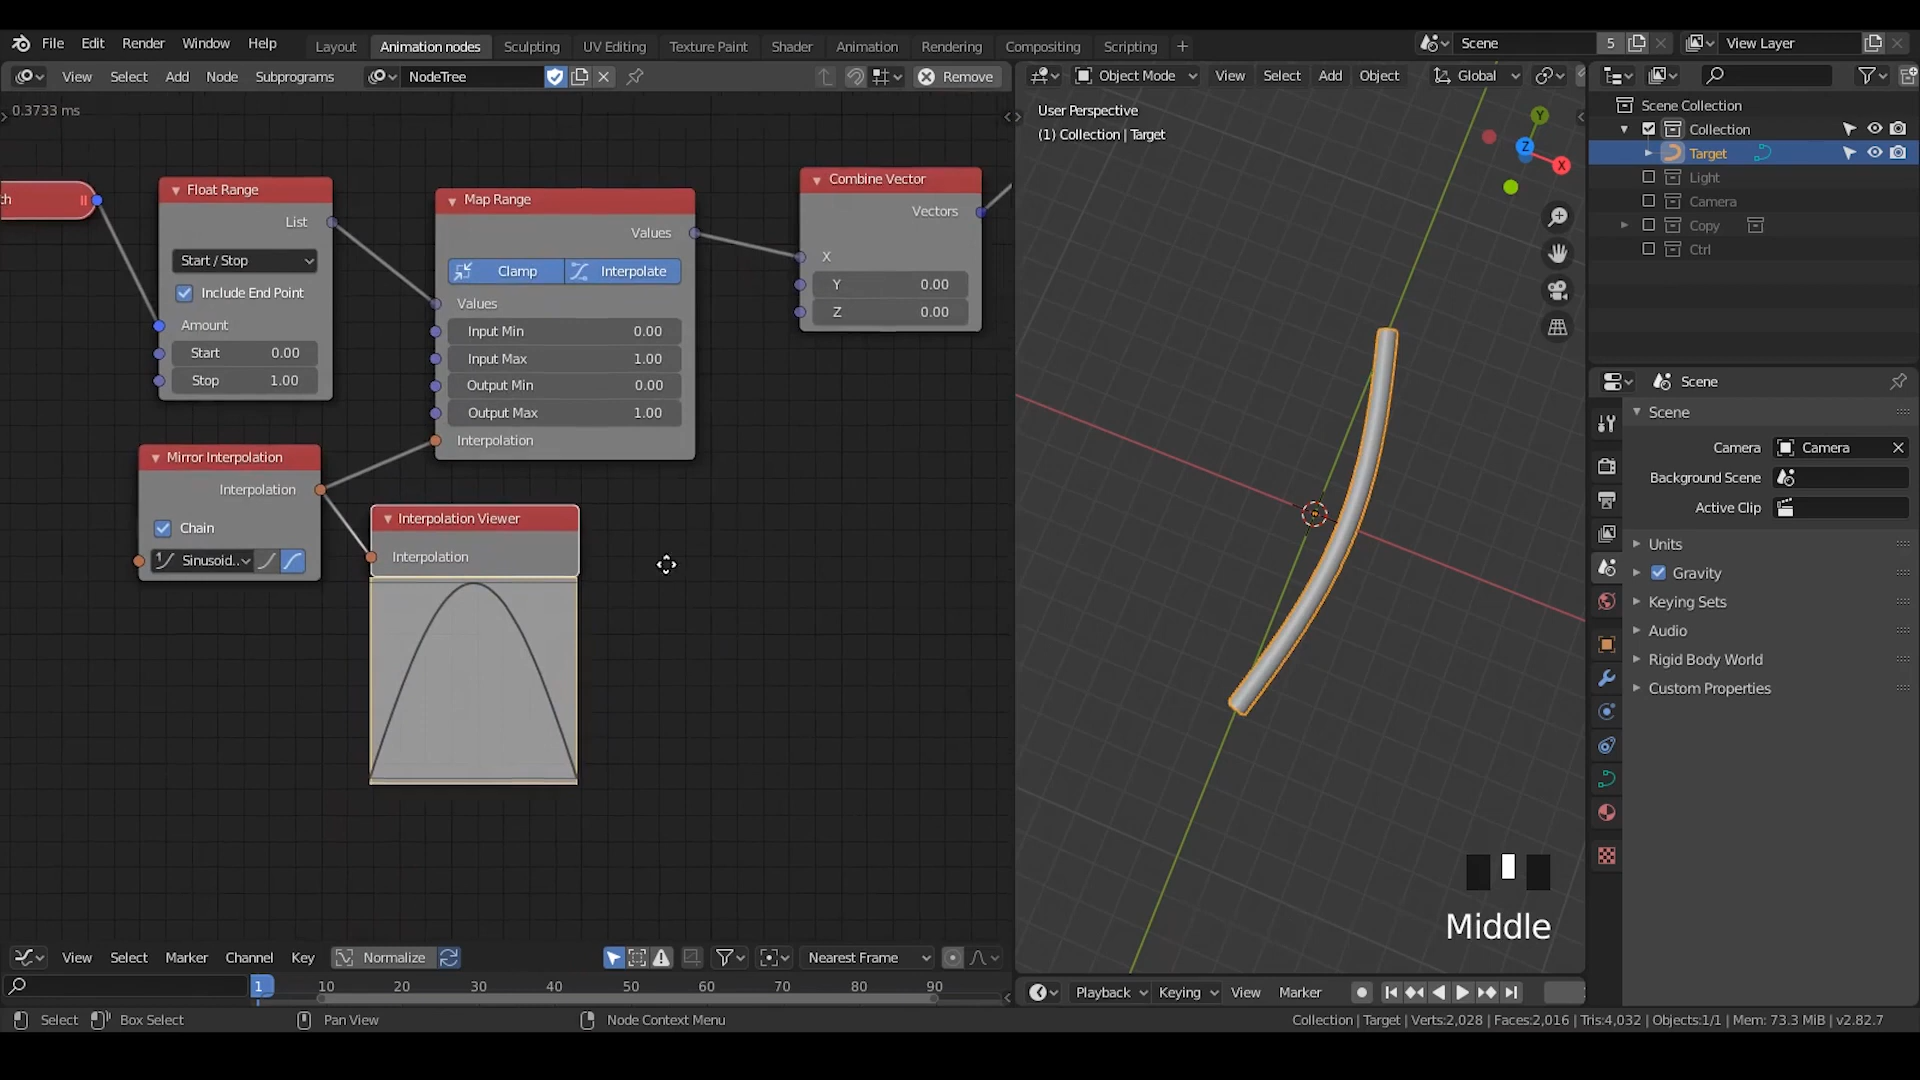 File Edit Render Window Help Layout Animation nodes Sculpting UV Editing Texture Paint Shader Animation Rendering Compositing Scripting + Scene 5 View Layer
View Select Add Node Subprograms NodeTree Remove
0.3733 ms
th
Float Range
List
Start / Stop
Include End Point
Amount
Start 0.00
Stop 1.00
Map Range
Values
Clamp Interpolate
Values
Input Min 0.00
Input Max 1.00
Output Min 0.00
Output Max 1.00
Interpolation
Combine Vector
Vectors
X
Y 0.00
Z 0.00
Mirror Interpolation
Interpolation
Chain
Sinusoid..
Interpolation Viewer
Interpolation
View Select Marker Channel Key Normalize Nearest Frame
1 10 20 30 40 50 60 70 80 90
Object Mode View Select Add Object Global
User Perspective
(1) Collection | Target
Y
Z
X
Middle
Playback Keying View Marker
Scene Collection
Collection
Target
Light
Camera
Copy
Ctrl
Scene
Scene
Camera Camera
Background Scene
Active Clip
Units
Gravity
Keying Sets
Audio
Rigid Body World
Custom Properties
Select Box Select Pan View Node Context Menu Collection | Target | Verts:2,028 | Faces:2,016 | Tris:4,032 | Objects:1/1 | Mem: 73.3 MiB | v2.82.7